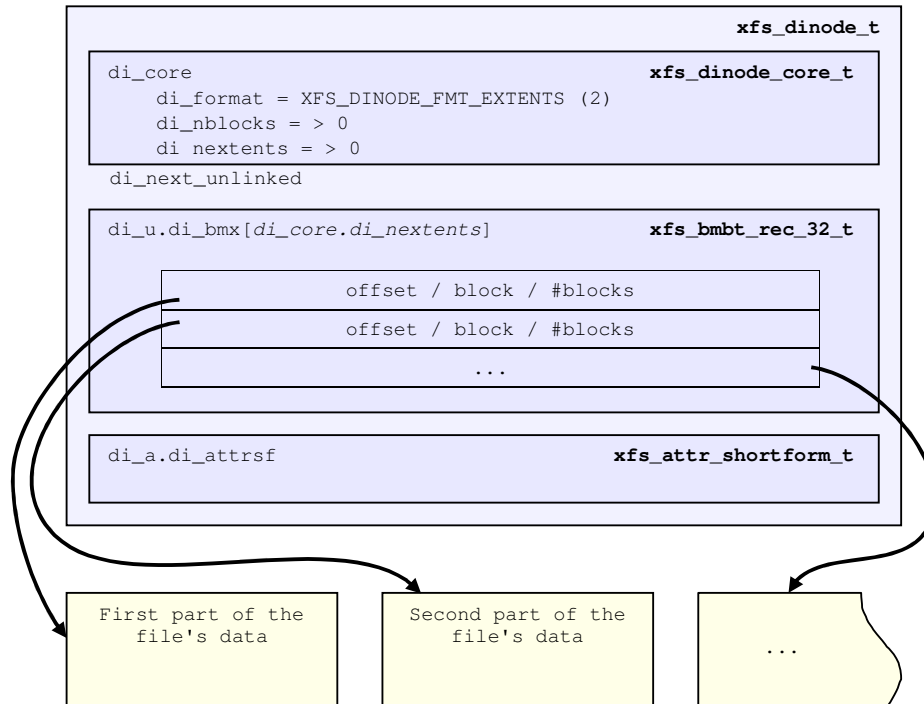 xfs_dinode_t
di_core xfs_dinode_core_t
di_format = XFS_DINODE_FMT_EXTENTS (2)
di_nblocks = > 0
di nextents = > 0
di_next_unlinked
di_u.di_bmx[di_core.di_nextents] xfs_bmbt_rec_32_t
offset / block / #blocks
offset / block / #blocks
...
di_a.di_attrsf xfs_attr_shortform_t
First part of the
file's data
Second part of the
file's data
...